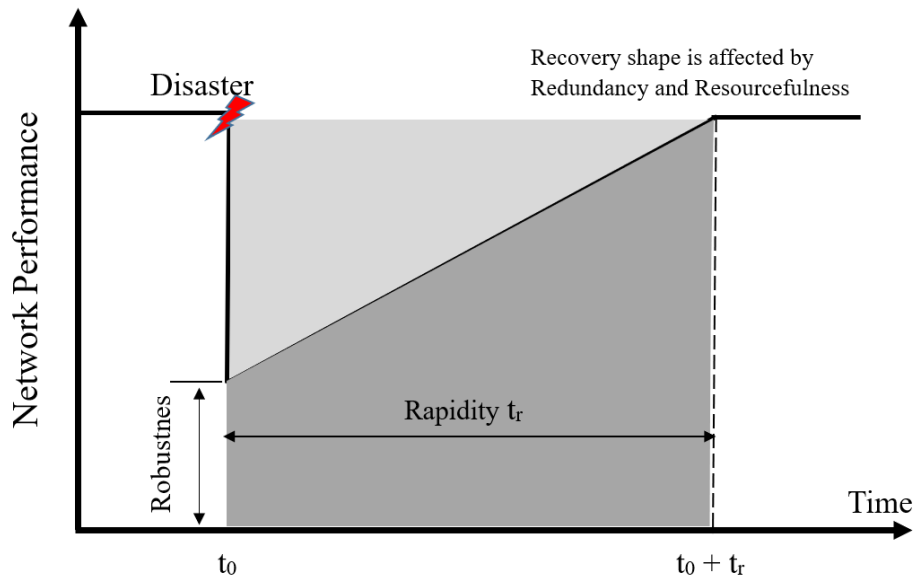 Recovery shape is affected by
Redundancy and Resourcefulness
Disaster
Network Performance
Robustnes
Rapidity tᵣ
Time
t₀
t₀ + tᵣ